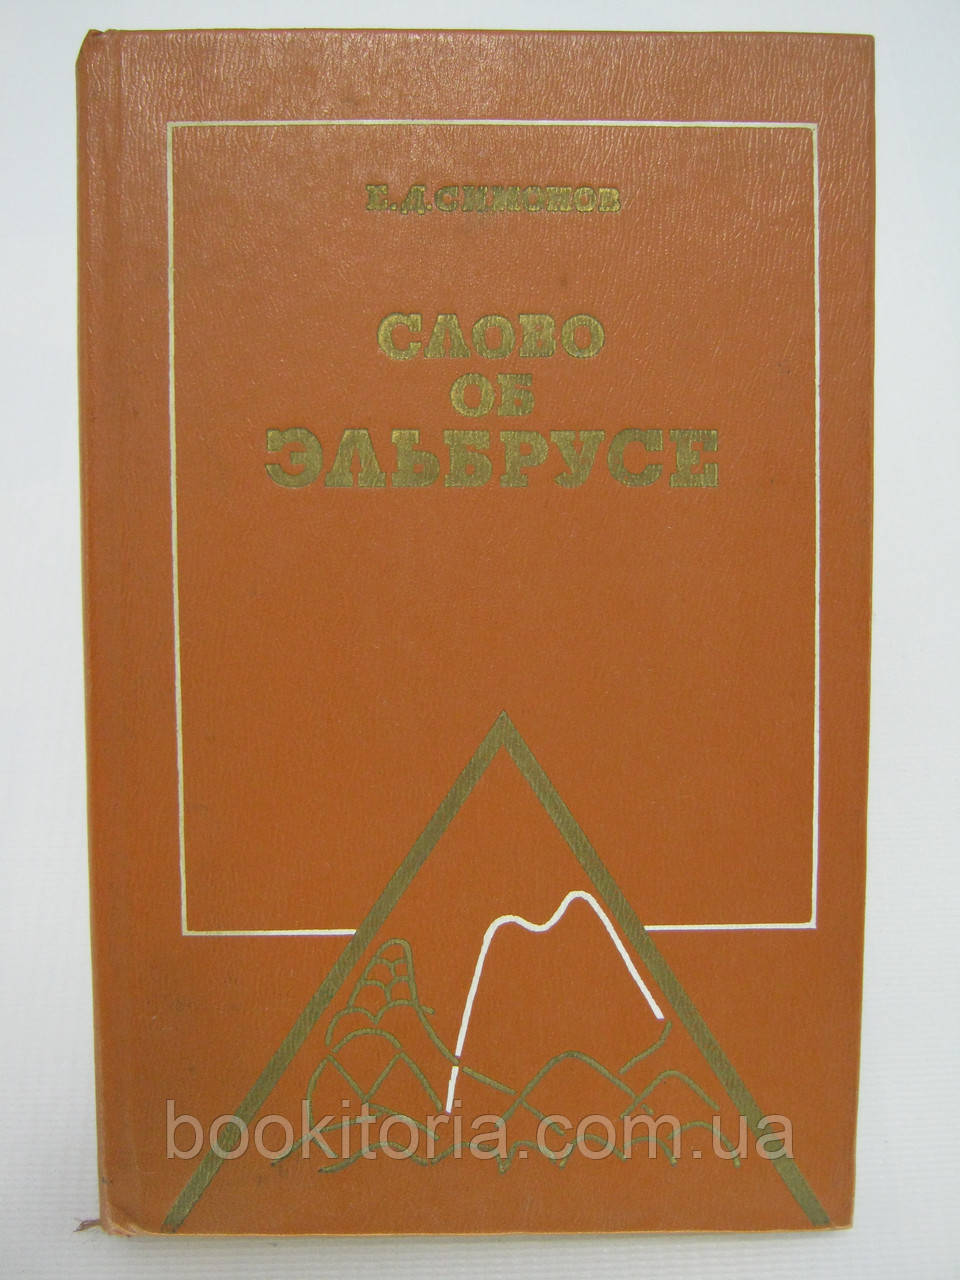 Е.Д.СИМОНОВ
СЛОВО
ОБ
ЭЛЬБРУСЕ
bookitoria.com.ua